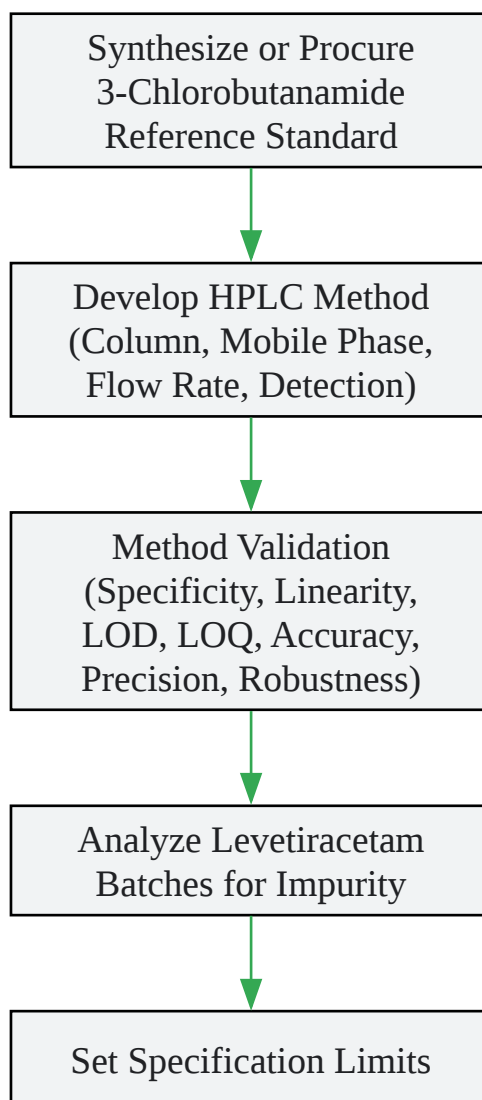 Synthesize or Procure
3-Chlorobutanamide
Reference Standard
Develop HPLC Method
(Column, Mobile Phase,
Flow Rate, Detection)
Method Validation
(Specificity, Linearity,
LOD, LOQ, Accuracy,
Precision, Robustness)
Analyze Levetiracetam
Batches for Impurity
Set Specification Limits